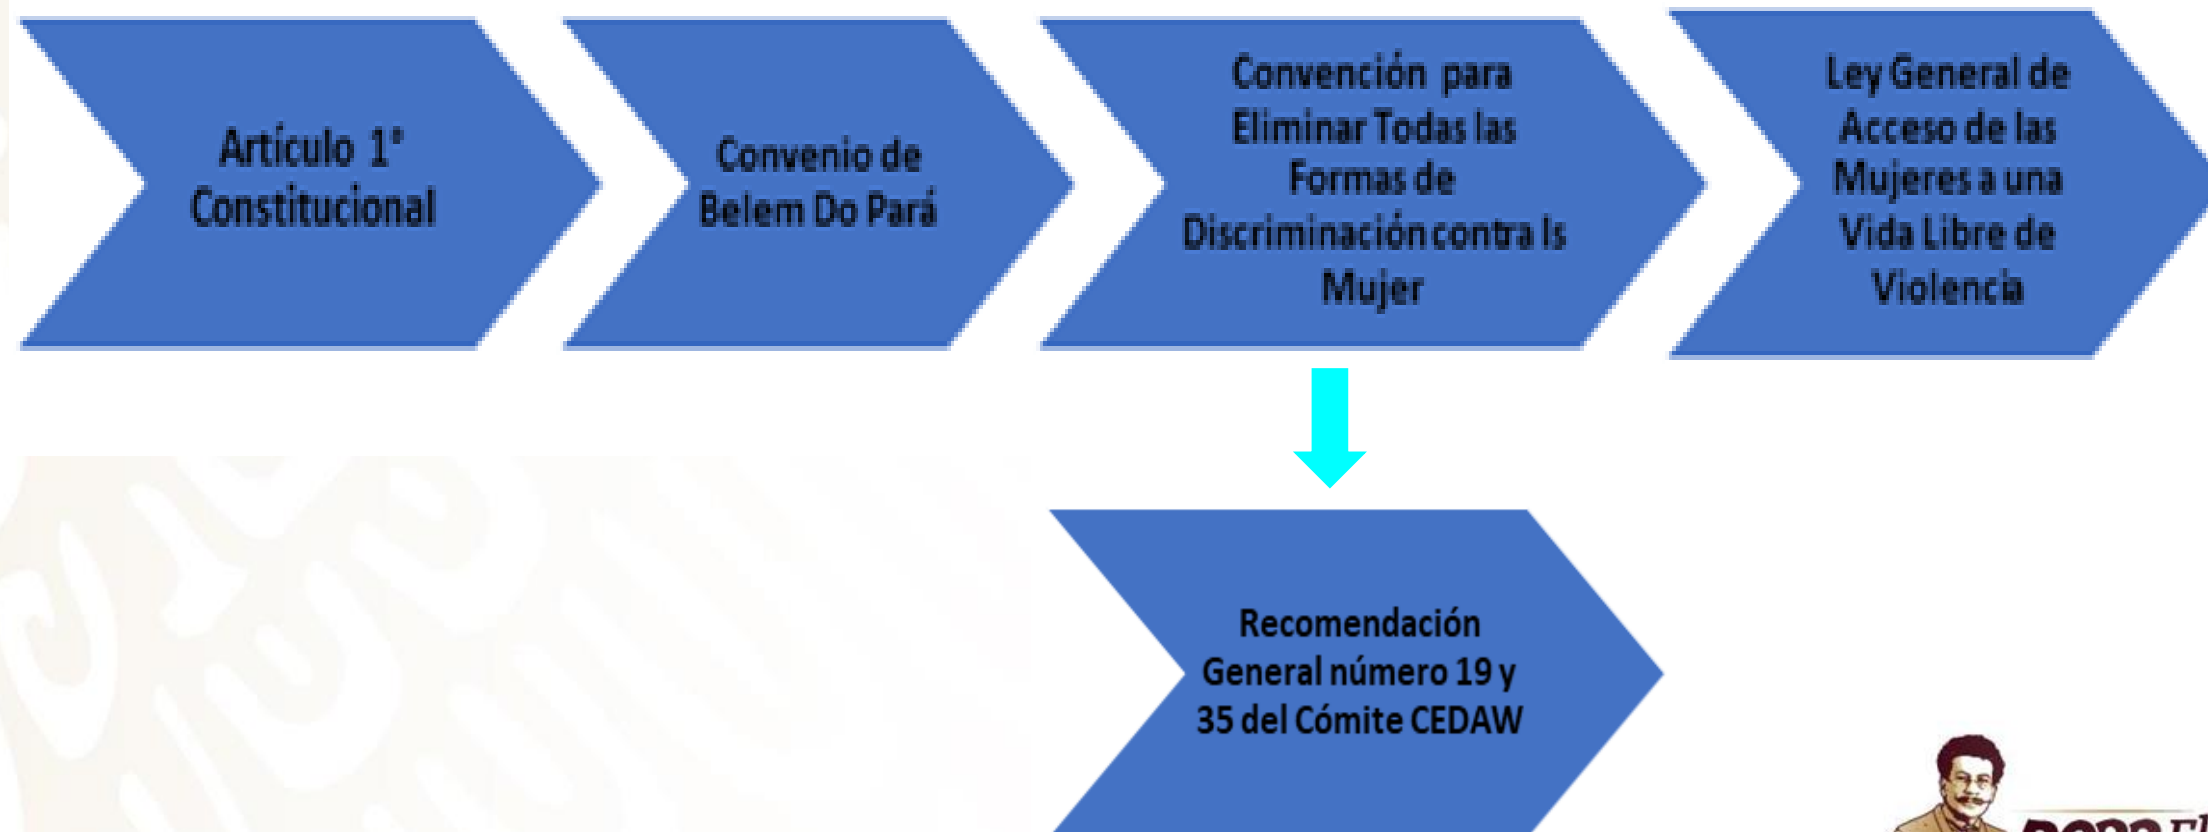 Artículo 1°
Constitucional
Convenio de
Belem Do Pará
Convención para
Eliminar Todas las
Formas de
Discriminación contra ls
Mujer
Ley General de
Acceso de las
Mujeres a una
Vida Libre de
Violencia
Recomendación
General número 19 y
35 del Cómite CEDAW